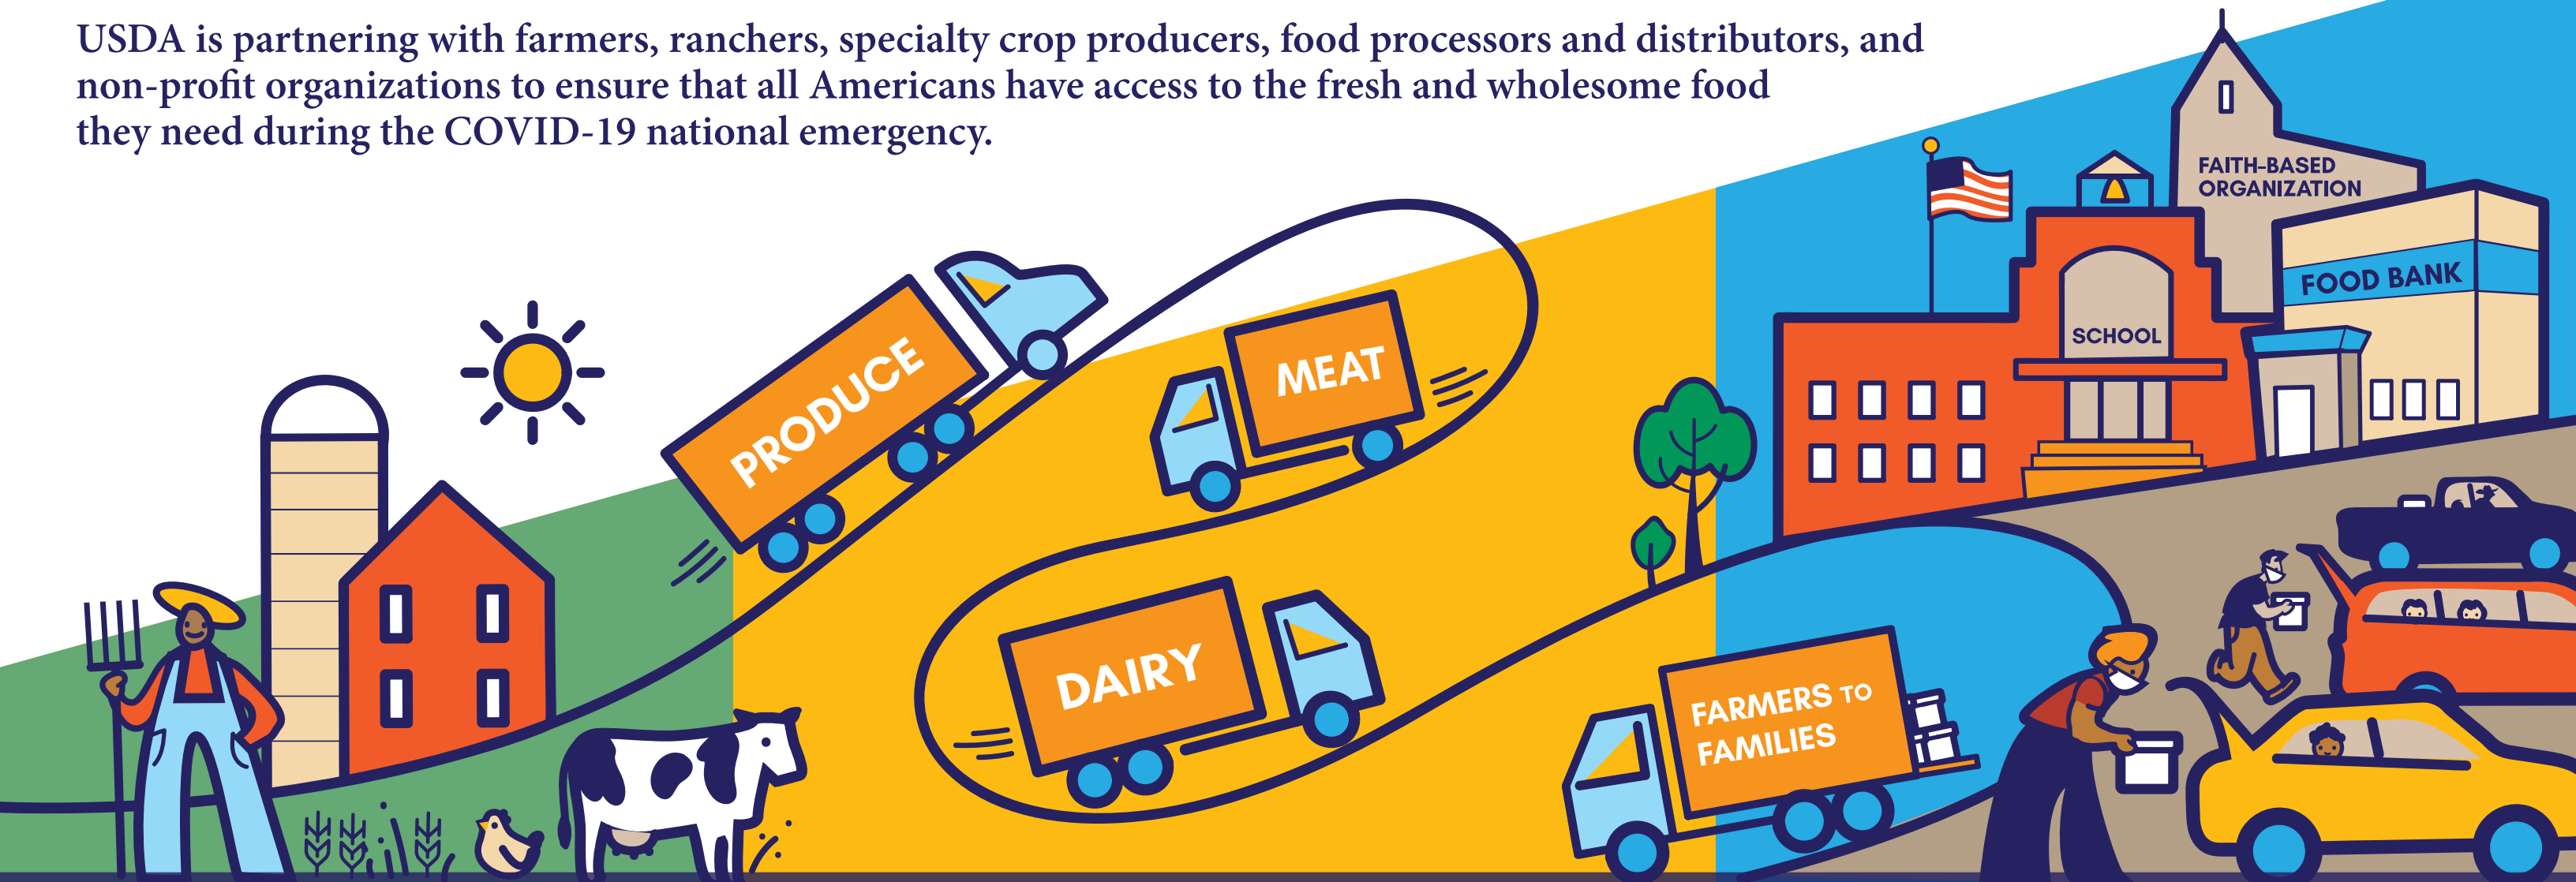 USDA is partnering with farmers, ranchers, specialty crop producers, food processors and distributors, and
non-profit organizations to ensure that all Americans have access to the fresh and wholesome food
they need during the COVID-19 national emergency.
FAITH-BASED
ORGANIZATION
FOOD BANK
SCHOOL
PRODUCE
MEAT
DAIRY
FARMERS TO
FAMILIES